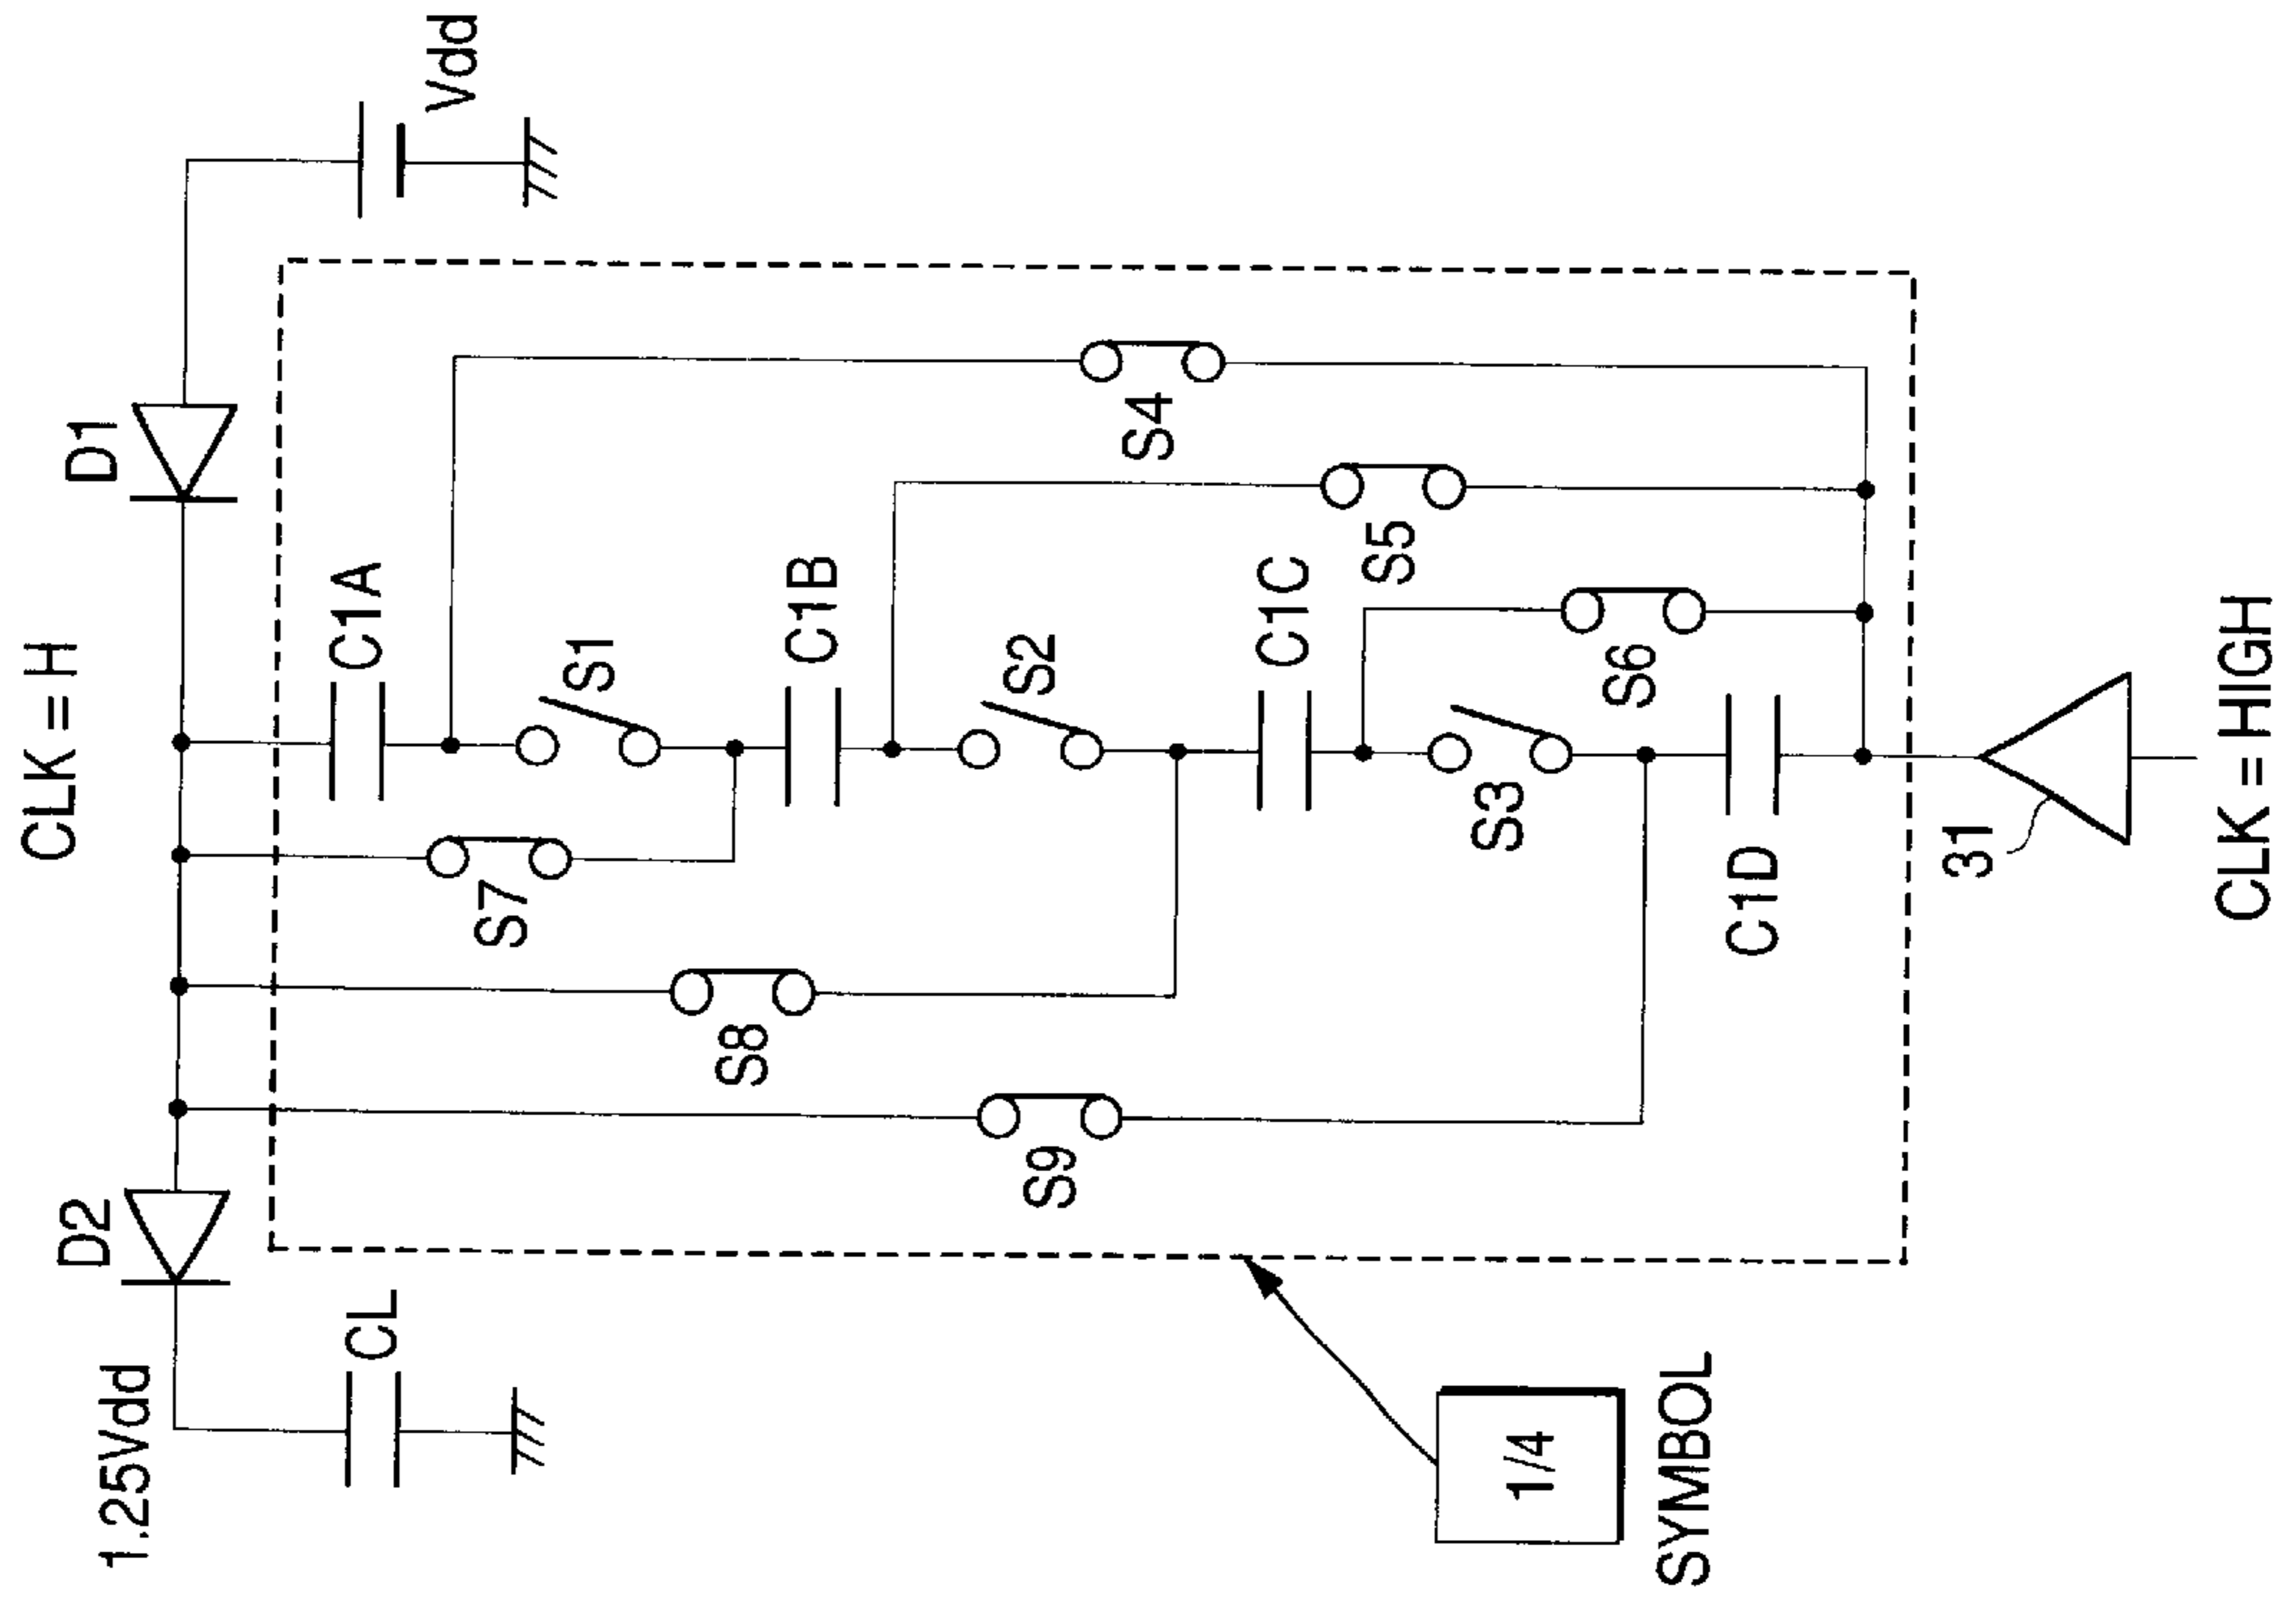 CLK = H
D2
D1
1.25Vdd
Vdd
CL
C1A
S7
S1
S4
S8
C1B
S9
S2
S5
C1C
S3
S6
C1D
1/4
SYMBOL
31
CLK = HIGH